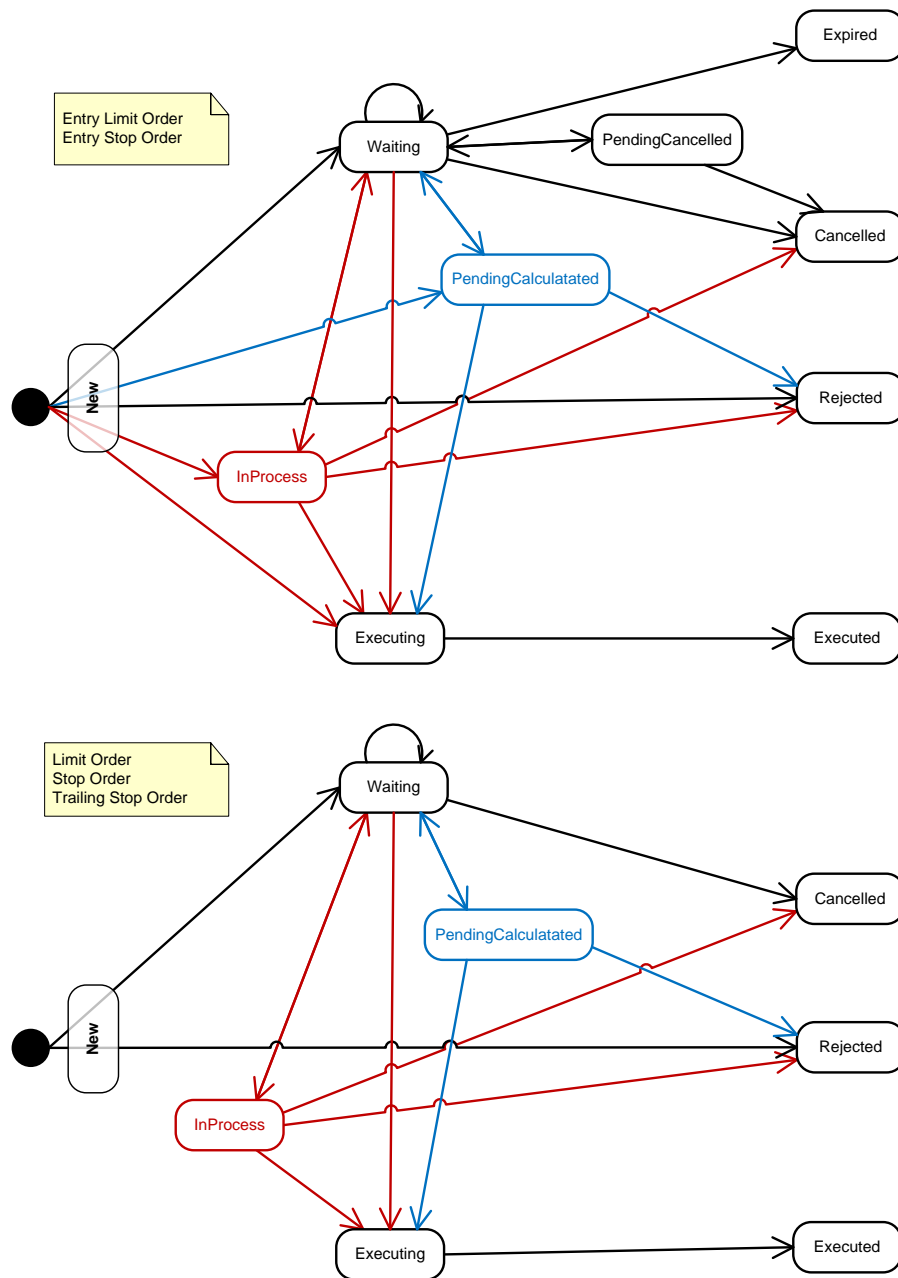 Expired
Entry Limit Order
Entry Stop Order
Waiting
PendingCancelled
Cancelled
PendingCalculatated
New
Rejected
InProcess
Executing
Executed
Limit Order
Stop Order
Trailing Stop Order
Waiting
Cancelled
PendingCalculatated
New
Rejected
InProcess
Executing
Executed